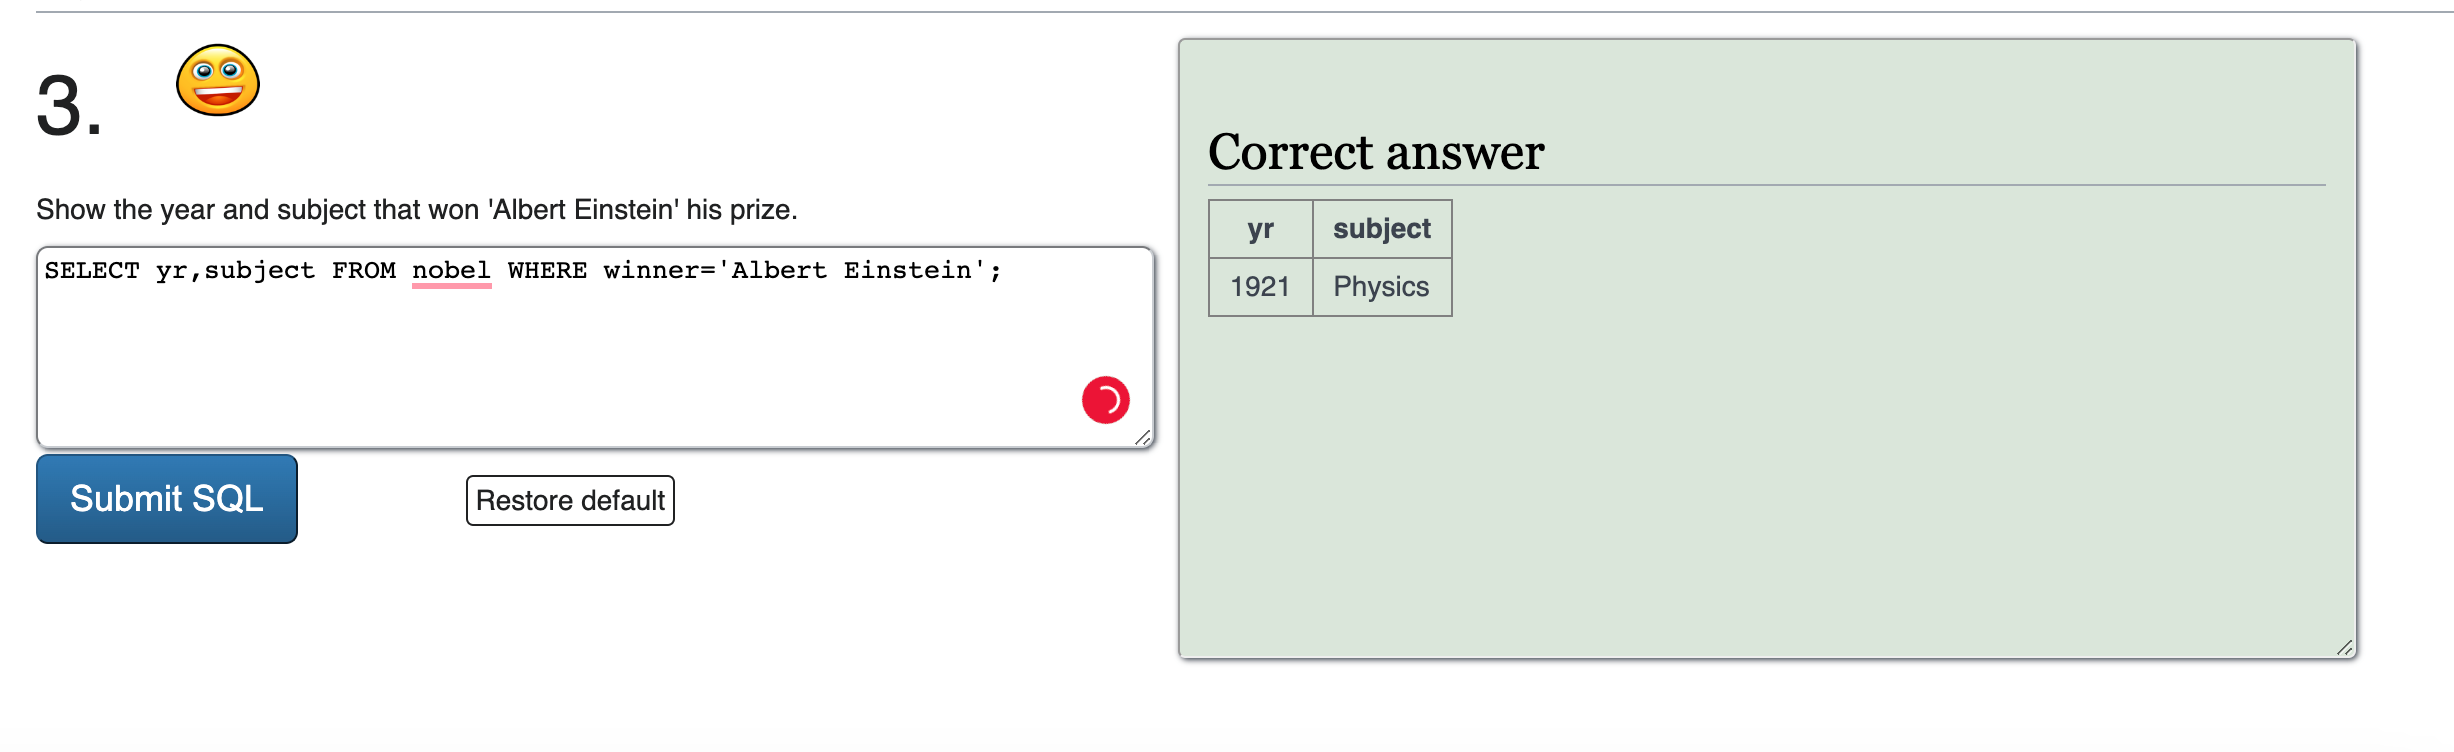 3.
Show the year and subject that won 'Albert Einstein' his prize.
SELECT yr,subject FROM nobel WHERE winner='Albert Einstein';
Submit SQL
Restore default
Correct answer
yr subject
1921 Physics